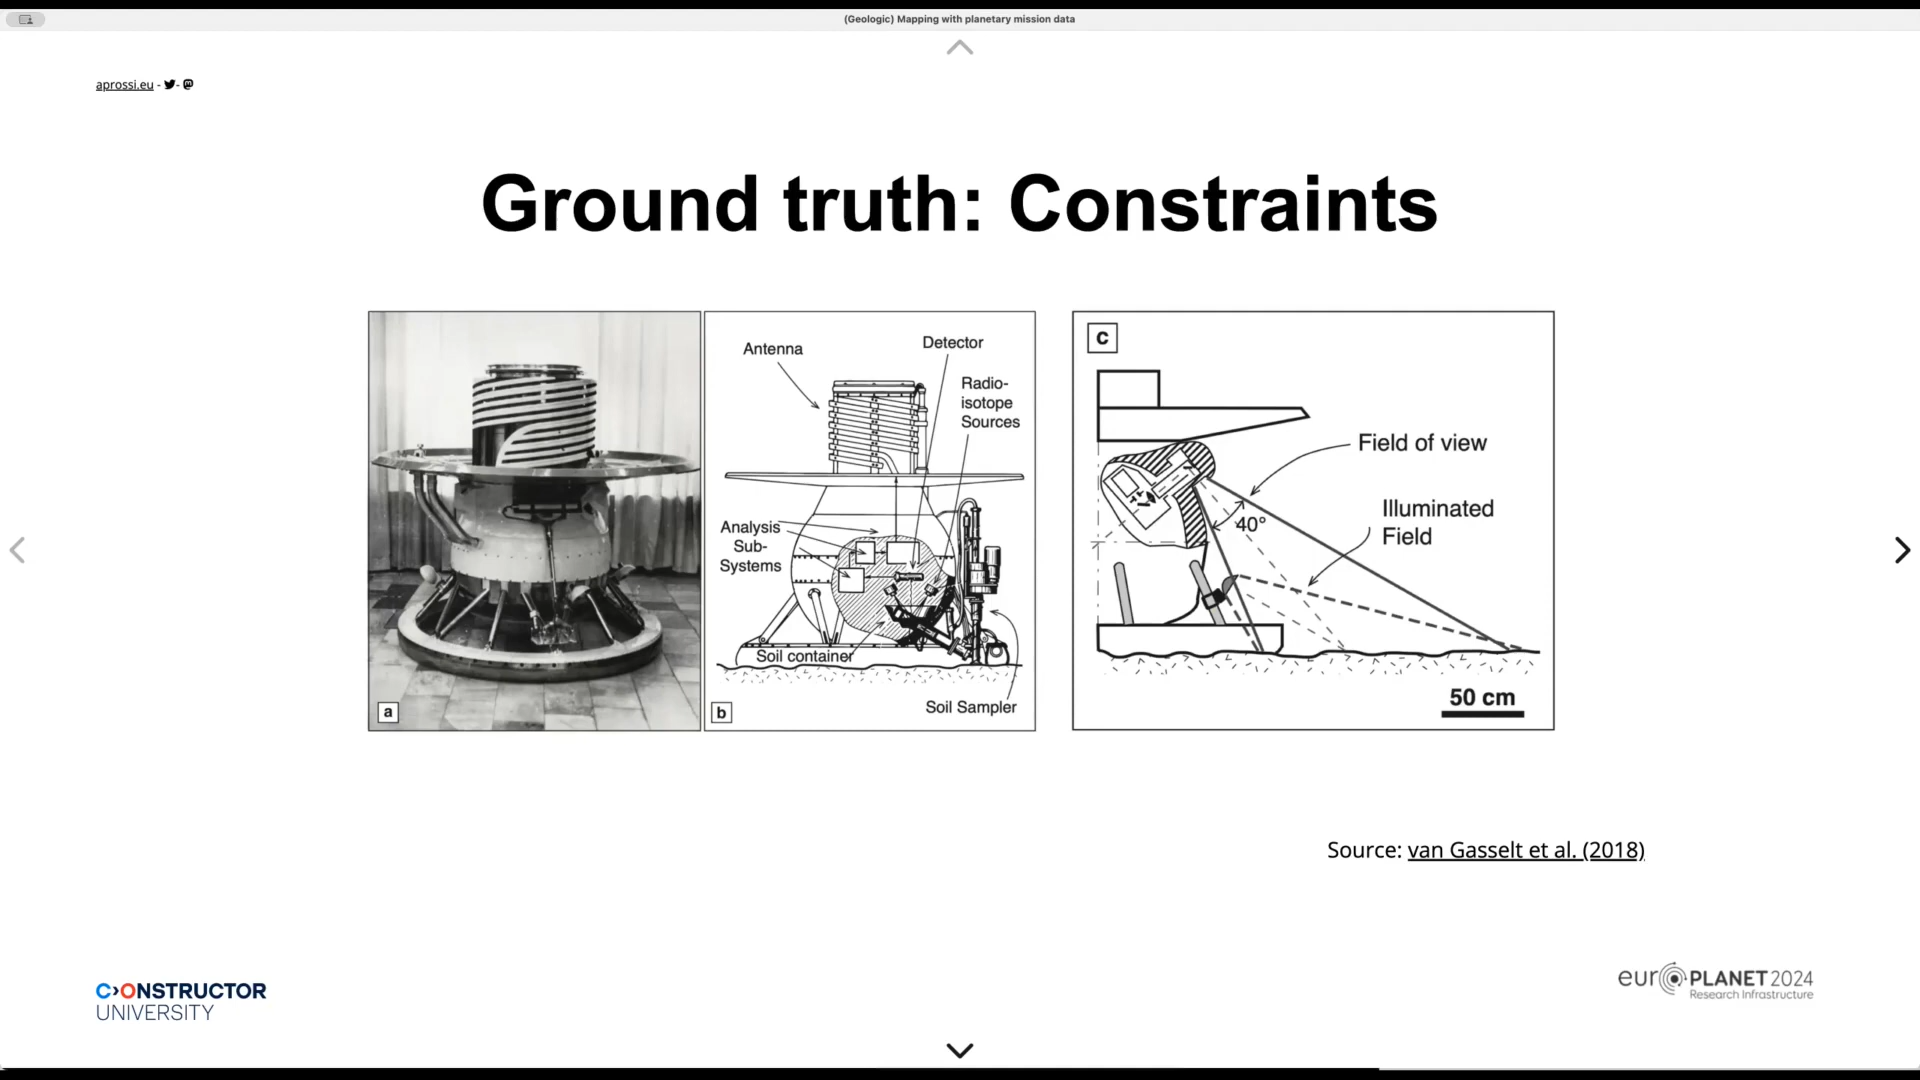 (Geologic) Mapping with planetary mission data
aprossi.eu - -
Ground truth: Constraints
a
Antenna
Detector
Radio-
isotope
Sources
Analysis
Sub-
Systems
Soil container
b
Soil Sampler
c
Field of view
Illuminated
Field
40°
50 cm
Source: van Gasselt et al. (2018)
CONSTRUCTOR
UNIVERSITY
euroPLANET2024
Research Infrastructure